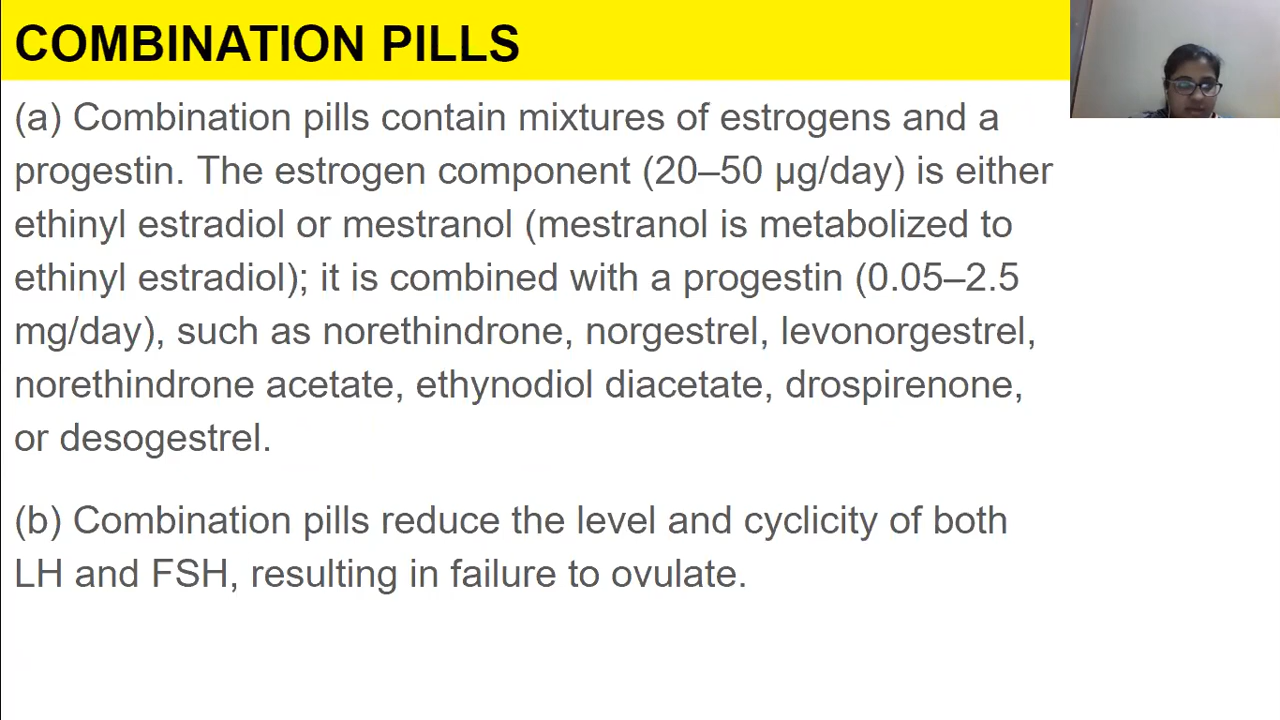 COMBINATION PILLS
(a) Combination pills contain mixtures of estrogens and a
progestin. The estrogen component (20–50 μg/day) is either
ethinyl estradiol or mestranol (mestranol is metabolized to
ethinyl estradiol); it is combined with a progestin (0.05–2.5
mg/day), such as norethindrone, norgestrel, levonorgestrel,
norethindrone acetate, ethynodiol diacetate, drospirenone,
or desogestrel.
(b) Combination pills reduce the level and cyclicity of both
LH and FSH, resulting in failure to ovulate.